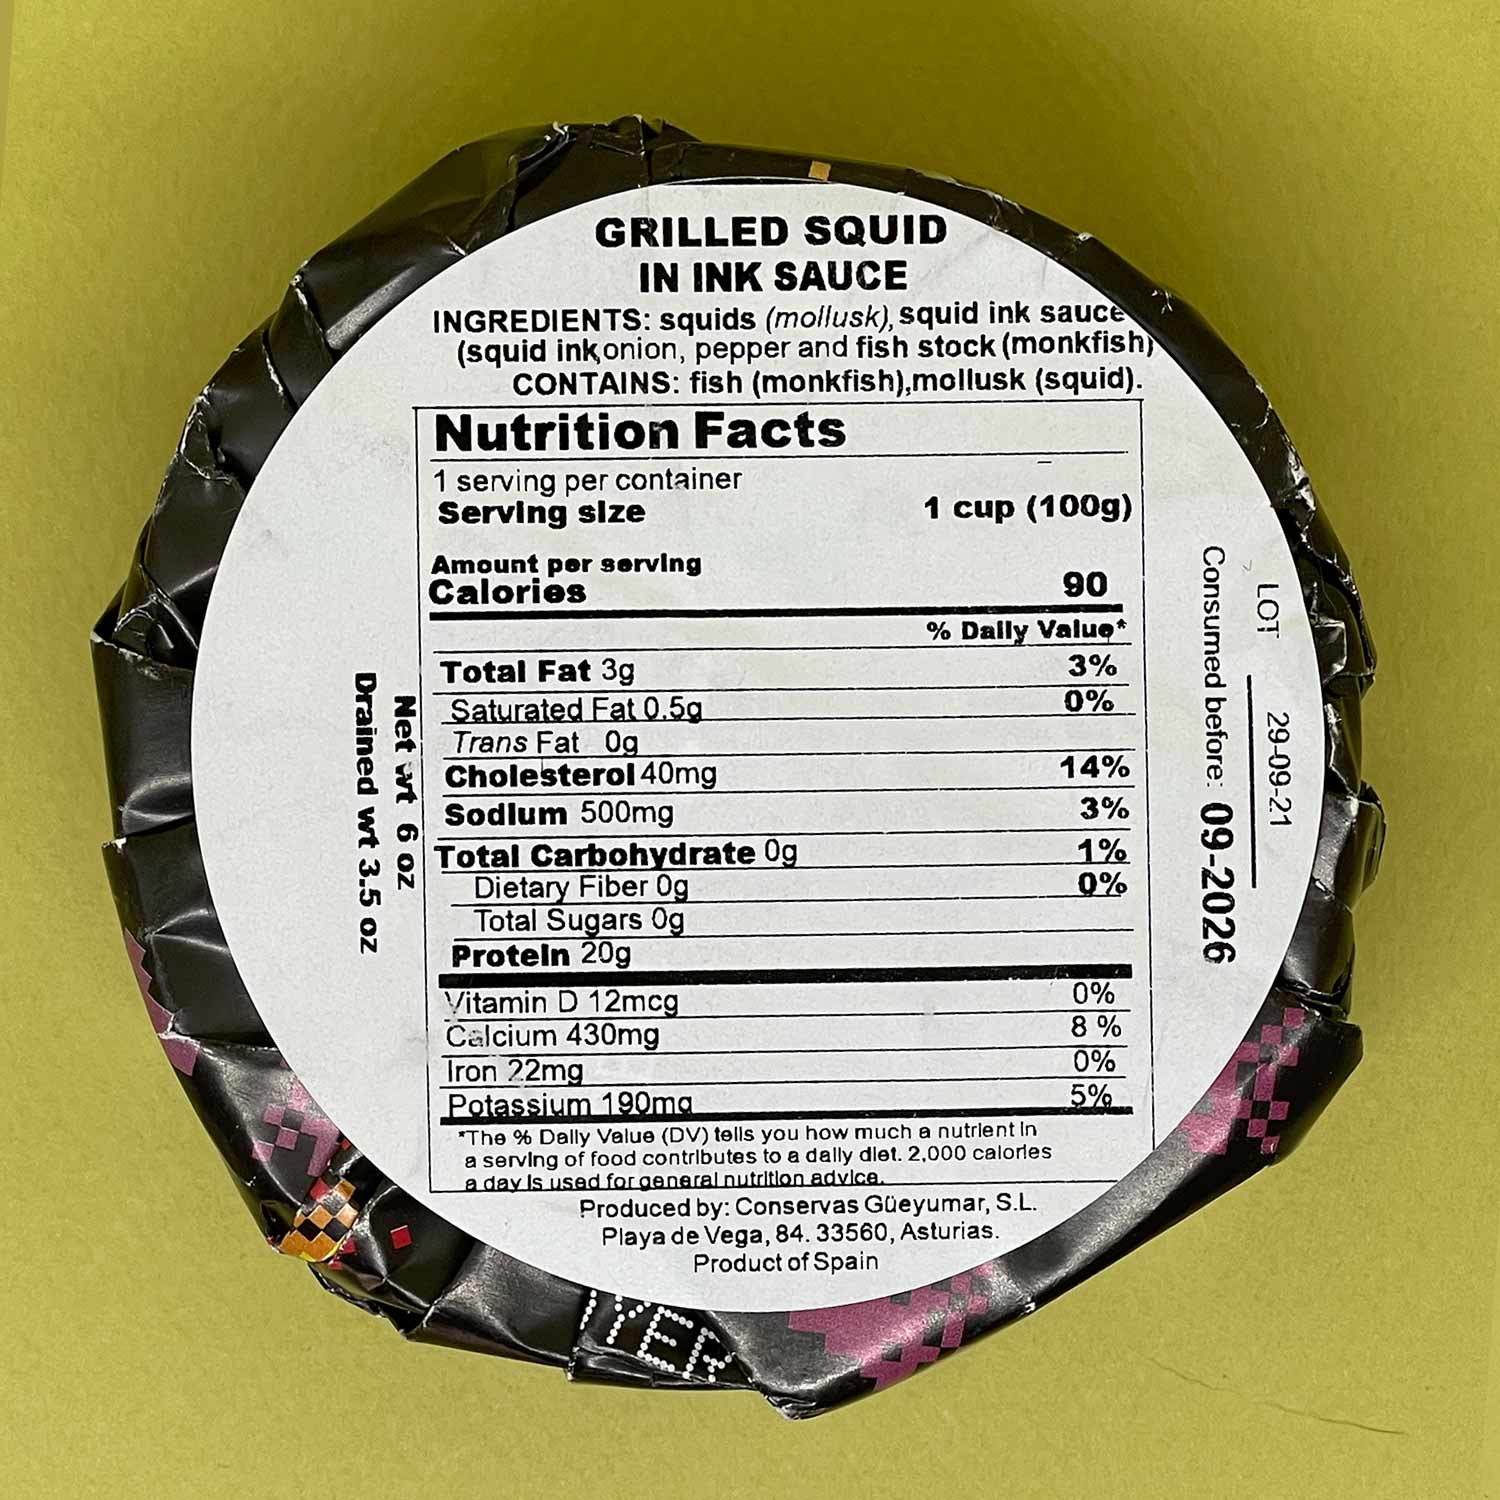 GRILLED SQUID
IN INK SAUCE
INGREDIENTS: squids (mollusk), squid ink sauce
(squid ink, onion, pepper and fish stock (monkfish)
CONTAINS: fish (monkfish), mollusk (squid).
Nutrition Facts
1 serving per container
Serving size 1 cup (100g)
Amount per serving
Calories 90
% Daily Value*
Total Fat 3g 3%
Saturated Fat 0.5g 0%
Trans Fat 0g
Cholesterol 40mg 14%
Sodium 500mg 3%
Total Carbohydrate 0g 1%
Dietary Fiber 0g 0%
Total Sugars 0g
Protein 20g
Vitamin D 12mcg 0%
Calcium 430mg 8 %
Iron 22mg 0%
Potassium 190mg 5%
*The % Daily Value (DV) tells you how much a nutrient in
a serving of food contributes to a daily diet. 2,000 calories
a day is used for general nutrition advice.
Produced by: Conservas Güeyumar, S.L.
Playa de Vega, 84. 33560, Asturias.
Product of Spain
Net wt 6 oz
Drained wt 3.5 oz
LOT 29-09-21
Consumed before: 09-2026